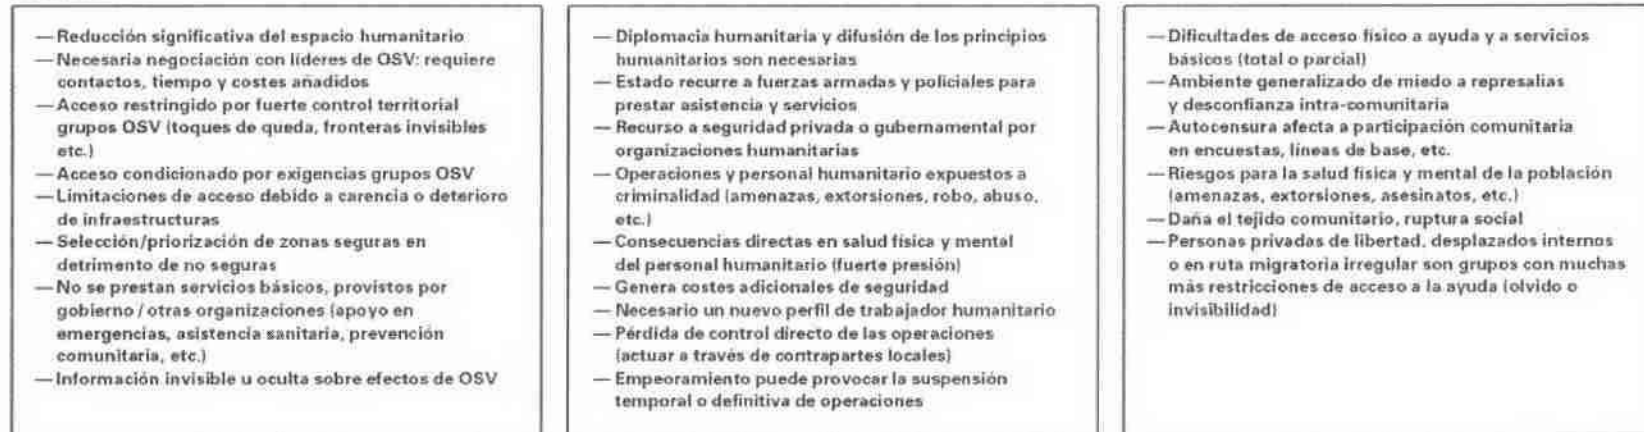 — Reducción significativa del espacio humanitario
— Necesaria negociación con líderes de OSV: requiere
contactos, tiempo y costes añadidos
— Acceso restringido por fuerte control territorial
grupos OSV (toques de queda, fronteras invisibles
etc.)
— Acceso condicionado por exigencias grupos OSV
— Limitaciones de acceso debido a carencia o deterioro
de infraestructuras
— Selección/priorización de zonas seguras en
detrimento de no seguras
— No se prestan servicios básicos, provistos por
gobierno / otras organizaciones (apoyo en
emergencias, asistencia sanitaria, prevención
comunitaria, etc.)
— Información invisible u oculta sobre efectos de OSV
— Diplomacia humanitaria y difusión de los principios
humanitarios son necesarias
— Estado recurre a fuerzas armadas y policiales para
prestar asistencia y servicios
— Recurso a seguridad privada o gubernamental por
organizaciones humanitarias
— Operaciones y personal humanitario expuestos a
criminalidad (amenazas, extorsiones, robo, abuso,
etc.)
— Consecuencias directas en salud física y mental
del personal humanitario (fuerte presión)
— Genera costes adicionales de seguridad
— Necesario un nuevo perfil de trabajador humanitario
— Pérdida de control directo de las operaciones
(actuar a través de contrapartes locales)
— Empeoramiento puede provocar la suspensión
temporal o definitiva de operaciones
— Dificultades de acceso físico a ayuda y a servicios
básicos (total o parcial)
— Ambiente generalizado de miedo a represalias
y desconfianza intra-comunitaria
— Autocensura afecta a participación comunitaria
en encuestas, líneas de base, etc.
— Riesgos para la salud física y mental de la población
(amenazas, extorsiones, asesinatos, etc.)
— Daña el tejido comunitario, ruptura social
— Personas privadas de libertad, desplazados internos
o en ruta migratoria irregular son grupos con muchas
más restricciones de acceso a la ayuda (olvido o
invisibilidad)